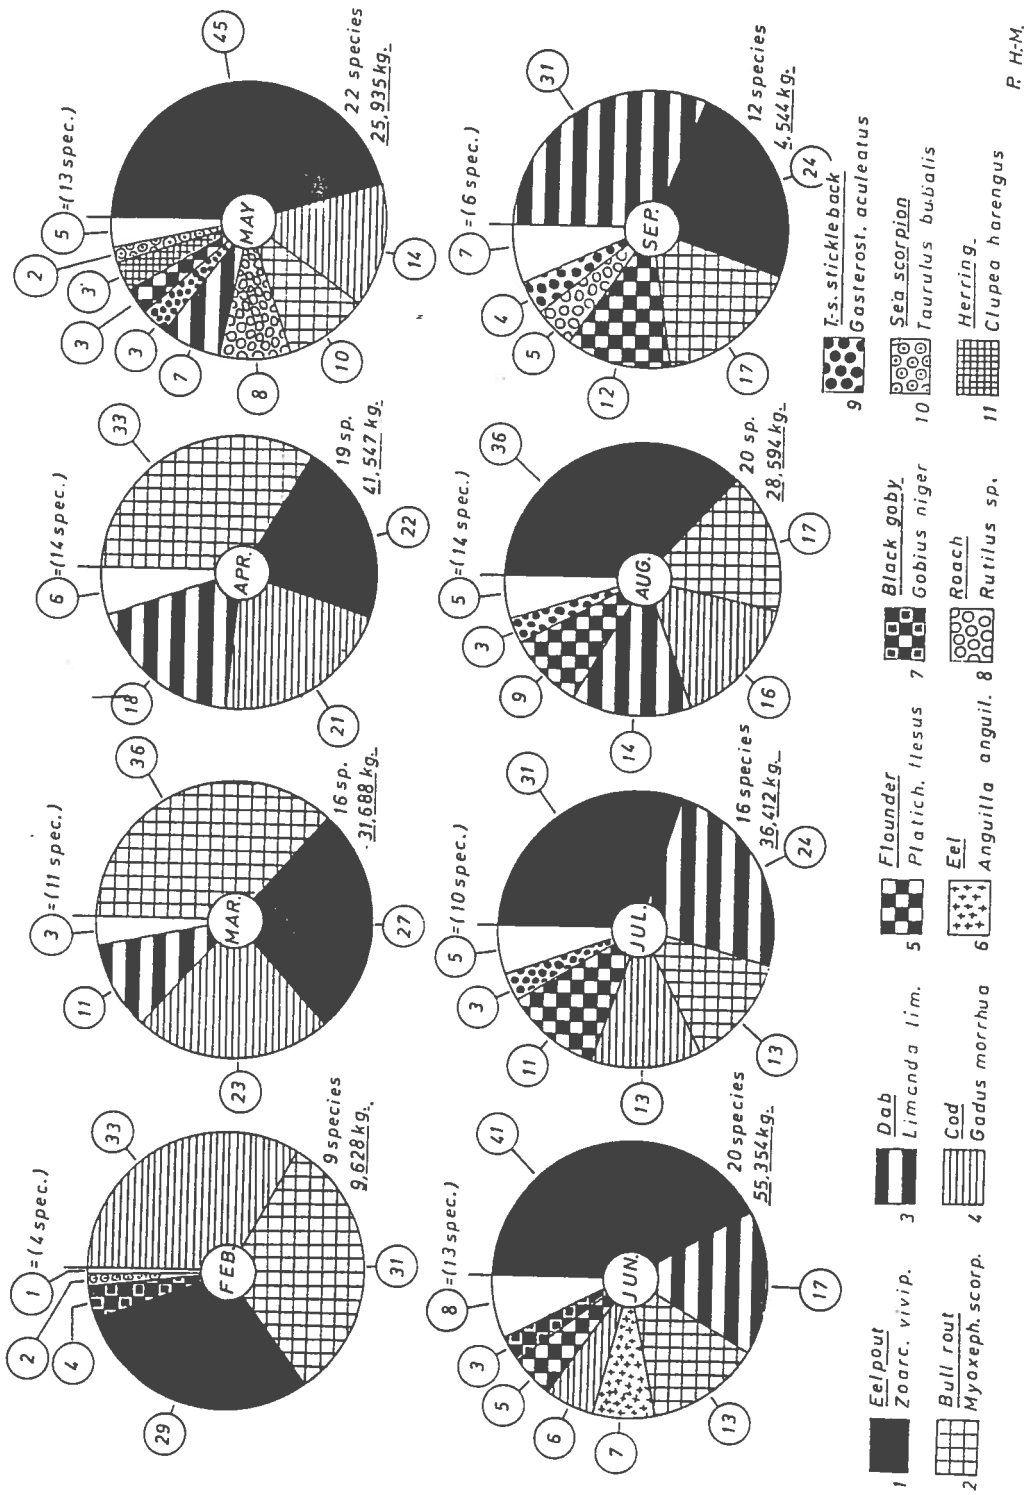 1 = (4 spec.)
2
4
33
29
31
FEB.
9 species
9,628 kg.
3 = (11 spec.)
11
36
23
27
MAR.
16 sp.
31,688 kg.
6 = (14 spec.)
18
33
21
22
APR.
19 sp.
41,547 kg.
5 = (13 spec.)
2
3
3
3
7
8
10
14
45
MAY
22 species
25,935 kg.
8 = (13 spec.)
3
5
6
7
13
17
41
JUN.
20 species
55,354 kg.
5 = (10 spec.)
3
11
13
13
24
31
JUL.
16 species
36,412 kg.
5 = (14 spec.)
3
9
14
16
17
36
AUG.
20 sp.
28,594 kg.
7 = (6 spec.)
4
5
12
17
24
31
SEP.
12 species
4,544 kg.
1 Eelpout
Zoarc. vivip.
2 Bull rout
Myoxeph. scorp.
3 Dab
Limanda lim.
4 Cod
Gadus morrhua
5 Flounder
Platich. flesus
6 Eel
Anguilla anguil.
7 Black goby
Gobius niger
8 Roach
Rutilus sp.
9 T-s. stickleback
Gasterost. aculeatus
10 Sea scorpion
Taurulus bubalis
11 Herring
Clupea harengus
P. H-M.